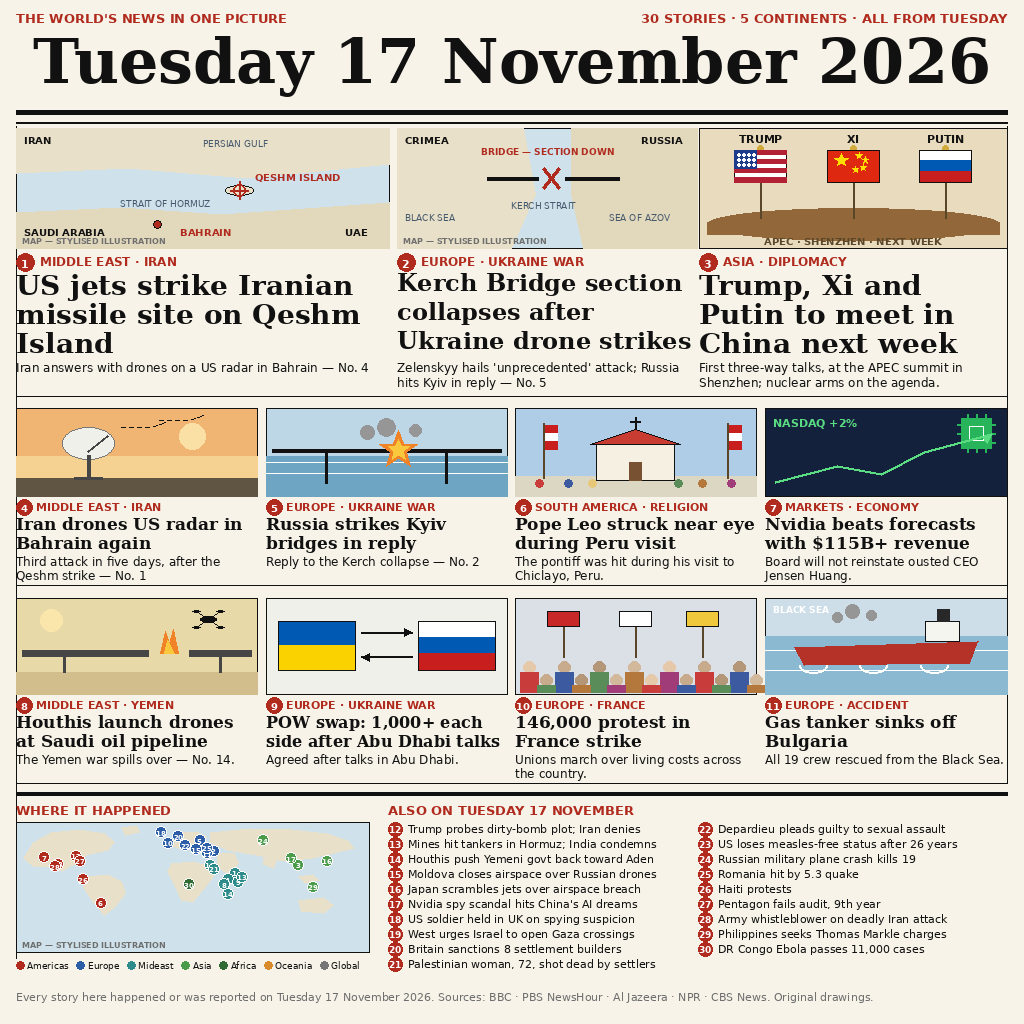 THE WORLD'S NEWS IN ONE PICTURE
30 STORIES · 5 CONTINENTS · ALL FROM TUESDAY
Tuesday 17 November 2026
IRAN
PERSIAN GULF
QESHM ISLAND
STRAIT OF HORMUZ
SAUDI ARABIA
BAHRAIN
UAE
MAP — STYLISED ILLUSTRATION
1 MIDDLE EAST · IRAN
US jets strike Iranian
missile site on Qeshm
Island
Iran answers with drones on a US radar in Bahrain — No. 4
CRIMEA
RUSSIA
BRIDGE — SECTION DOWN
KERCH STRAIT
BLACK SEA
SEA OF AZOV
MAP — STYLISED ILLUSTRATION
2 EUROPE · UKRAINE WAR
Kerch Bridge section
collapses after
Ukraine drone strikes
Zelenskyy hails 'unprecedented' attack; Russia
hits Kyiv in reply — No. 5
TRUMP
XI
PUTIN
APEC · SHENZHEN · NEXT WEEK
3 ASIA · DIPLOMACY
Trump, Xi and
Putin to meet in
China next week
First three-way talks, at the APEC summit in
Shenzhen; nuclear arms on the agenda.
4 MIDDLE EAST · IRAN
Iran drones US radar in
Bahrain again
Third attack in five days, after the
Qeshm strike — No. 1
5 EUROPE · UKRAINE WAR
Russia strikes Kyiv
bridges in reply
Reply to the Kerch collapse — No. 2
6 SOUTH AMERICA · RELIGION
Pope Leo struck near eye
during Peru visit
The pontiff was hit during his visit to
Chiclayo, Peru.
NASDAQ +2%
7 MARKETS · ECONOMY
Nvidia beats forecasts
with $115B+ revenue
Board will not reinstate ousted CEO
Jensen Huang.
8 MIDDLE EAST · YEMEN
Houthis launch drones
at Saudi oil pipeline
The Yemen war spills over — No. 14.
9 EUROPE · UKRAINE WAR
POW swap: 1,000+ each
side after Abu Dhabi talks
Agreed after talks in Abu Dhabi.
10 EUROPE · FRANCE
146,000 protest in
France strike
Unions march over living costs across
the country.
BLACK SEA
11 EUROPE · ACCIDENT
Gas tanker sinks off
Bulgaria
All 19 crew rescued from the Black Sea.
WHERE IT HAPPENED
MAP — STYLISED ILLUSTRATION
Americas Europe Mideast Asia Africa Oceania Global
ALSO ON TUESDAY 17 NOVEMBER
12 Trump probes dirty-bomb plot; Iran denies
13 Mines hit tankers in Hormuz; India condemns
14 Houthis push Yemeni govt back toward Aden
15 Moldova closes airspace over Russian drones
16 Japan scrambles jets over airspace breach
17 Nvidia spy scandal hits China's AI dreams
18 US soldier held in UK on spying suspicion
19 West urges Israel to open Gaza crossings
20 Britain sanctions 8 settlement builders
21 Palestinian woman, 72, shot dead by settlers
22 Depardieu pleads guilty to sexual assault
23 US loses measles-free status after 26 years
24 Russian military plane crash kills 19
25 Romania hit by 5.3 quake
26 Haiti protests
27 Pentagon fails audit, 9th year
28 Army whistleblower on deadly Iran attack
29 Philippines seeks Thomas Markle charges
30 DR Congo Ebola passes 11,000 cases
Every story here happened or was reported on Tuesday 17 November 2026. Sources: BBC · PBS NewsHour · Al Jazeera · NPR · CBS News. Original drawings.